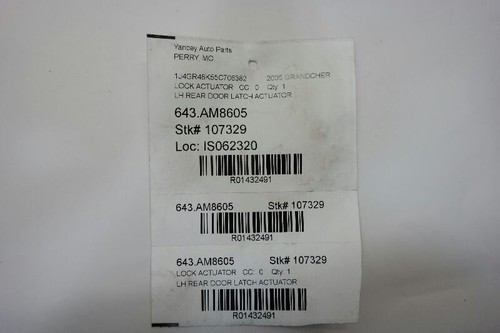 Yancey Auto Parts
PERRY, MO
1J4GR48K65C706382 2005 GRANDCHER
LOCK ACTUATOR CC: 0 Qty: 1
LH REAR DOOR LATCH ACTUATOR
643.AM8605
Stk# 107329
Loc: IS062320
R01432491
643.AM8605 Stk# 107329
R01432491
643.AM8605 Stk# 107329
LOCK ACTUATOR CC: 0 Qty: 1
LH REAR DOOR LATCH ACTUATOR
R01432491